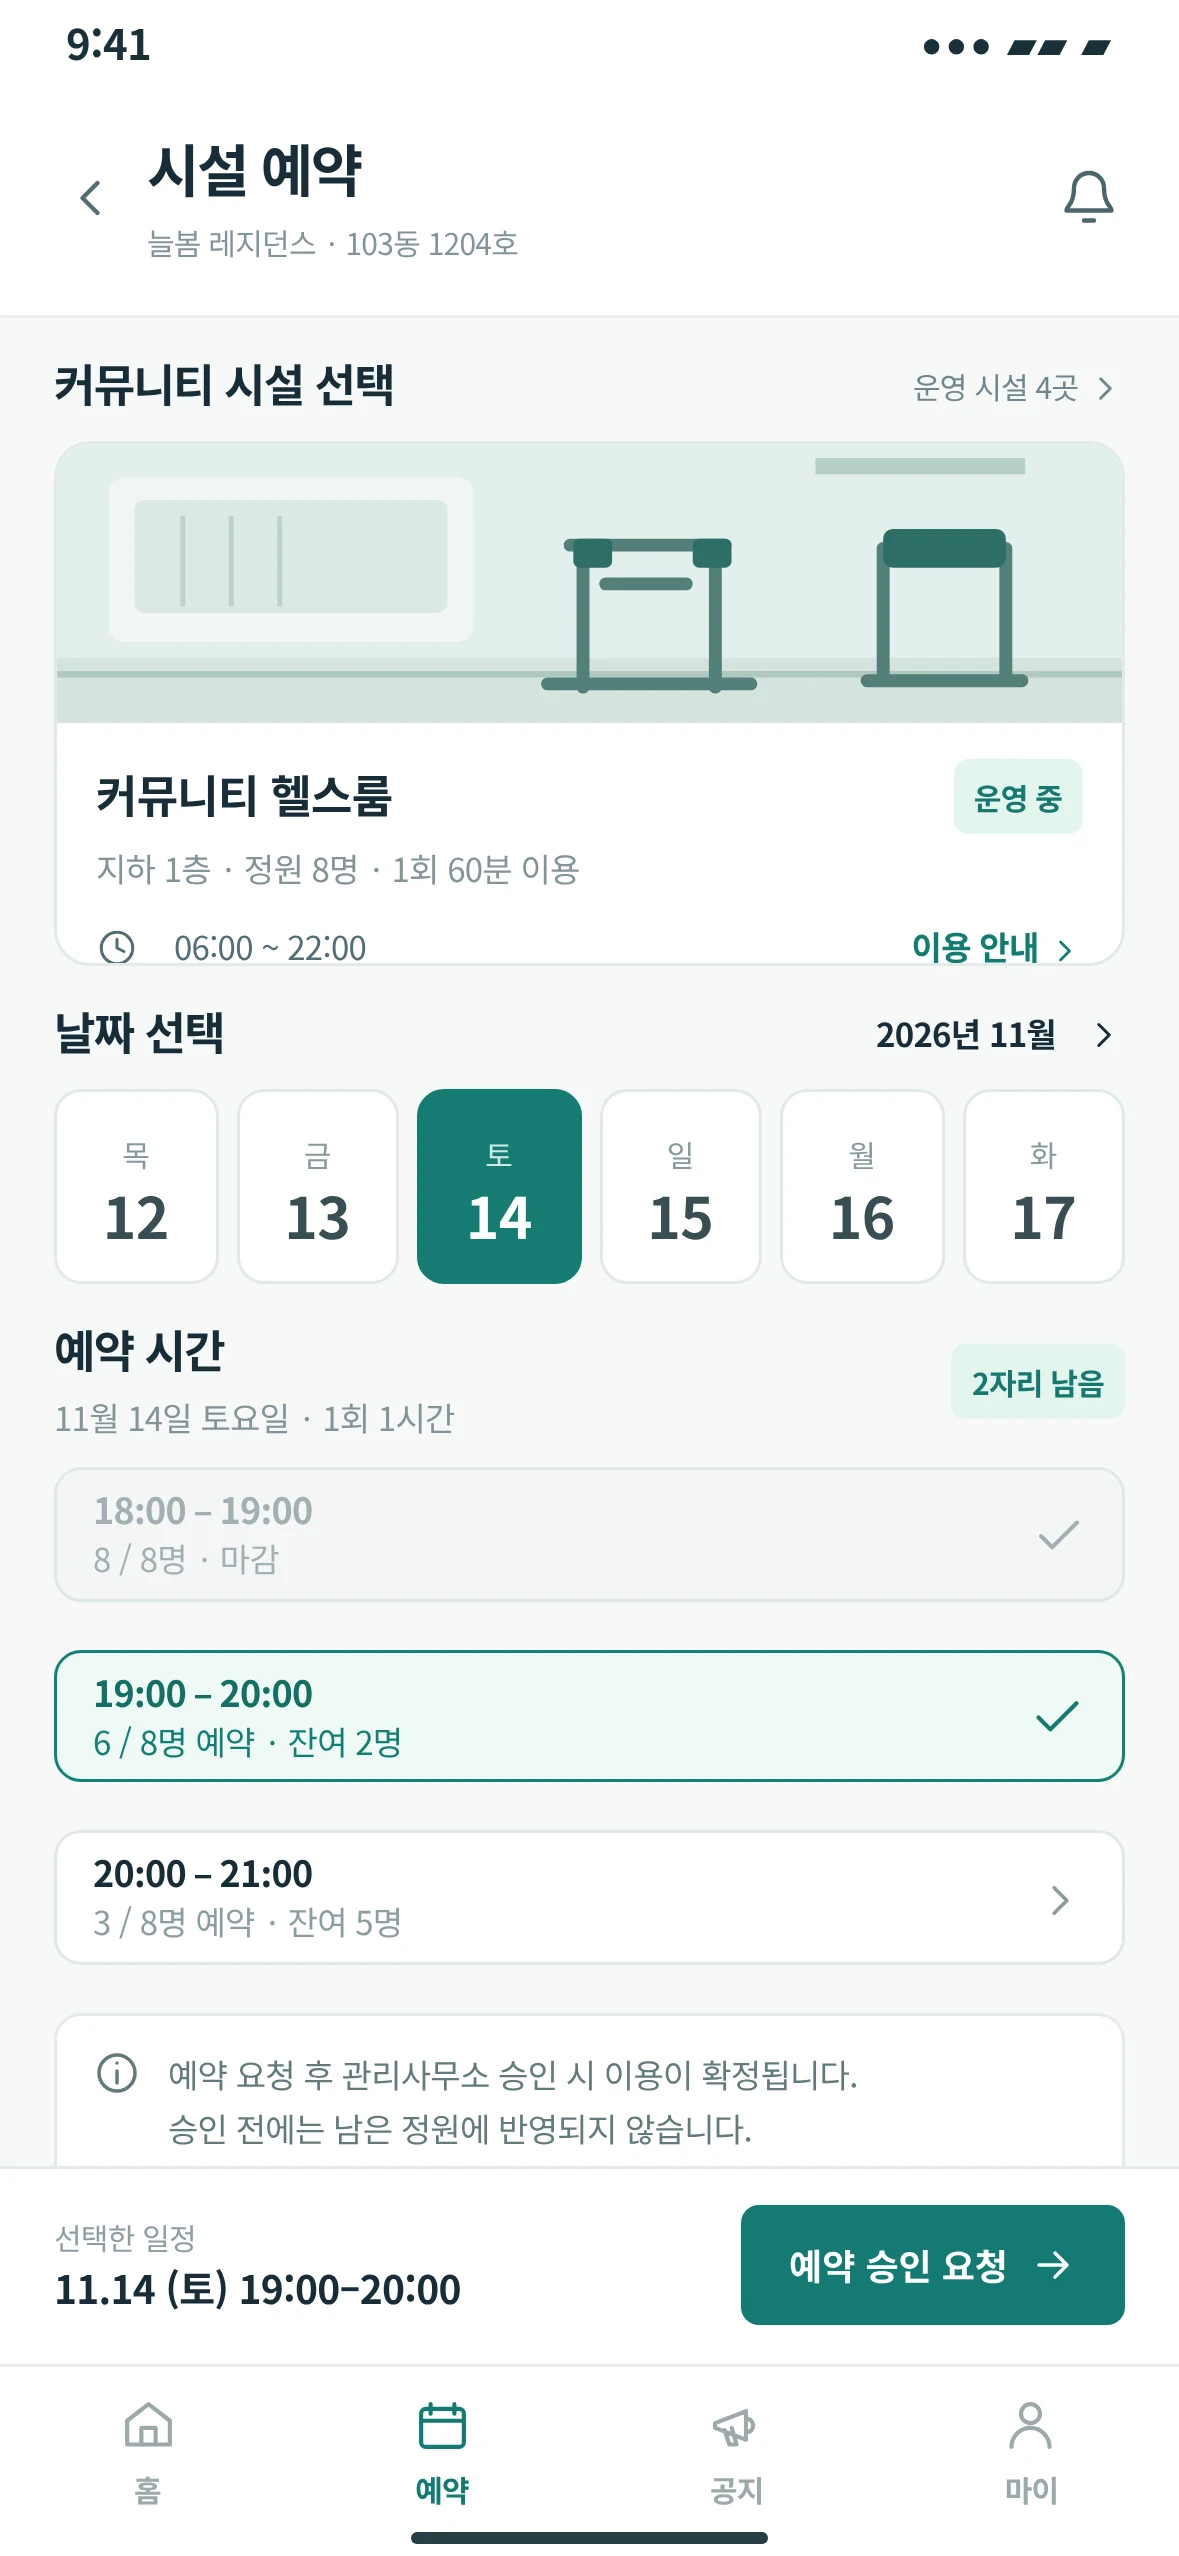 9:41
시설 예약
늘봄 레지던스 · 103동 1204호
커뮤니티 시설 선택
운영 시설 4곳
커뮤니티 헬스룸
운영 중
지하 1층 · 정원 8명 · 1회 60분 이용
06:00 ~ 22:00
이용 안내
날짜 선택
2026년 11월
목 금 토 일 월 화
12 13 14 15 16 17
예약 시간
2자리 남음
11월 14일 토요일 · 1회 1시간
18:00 – 19:00
8 / 8명 · 마감
19:00 – 20:00
6 / 8명 예약 · 잔여 2명
20:00 – 21:00
3 / 8명 예약 · 잔여 5명
예약 요청 후 관리사무소 승인 시 이용이 확정됩니다.
승인 전에는 남은 정원에 반영되지 않습니다.
선택한 일정
11.14 (토) 19:00–20:00
예약 승인 요청
홈 예약 공지 마이